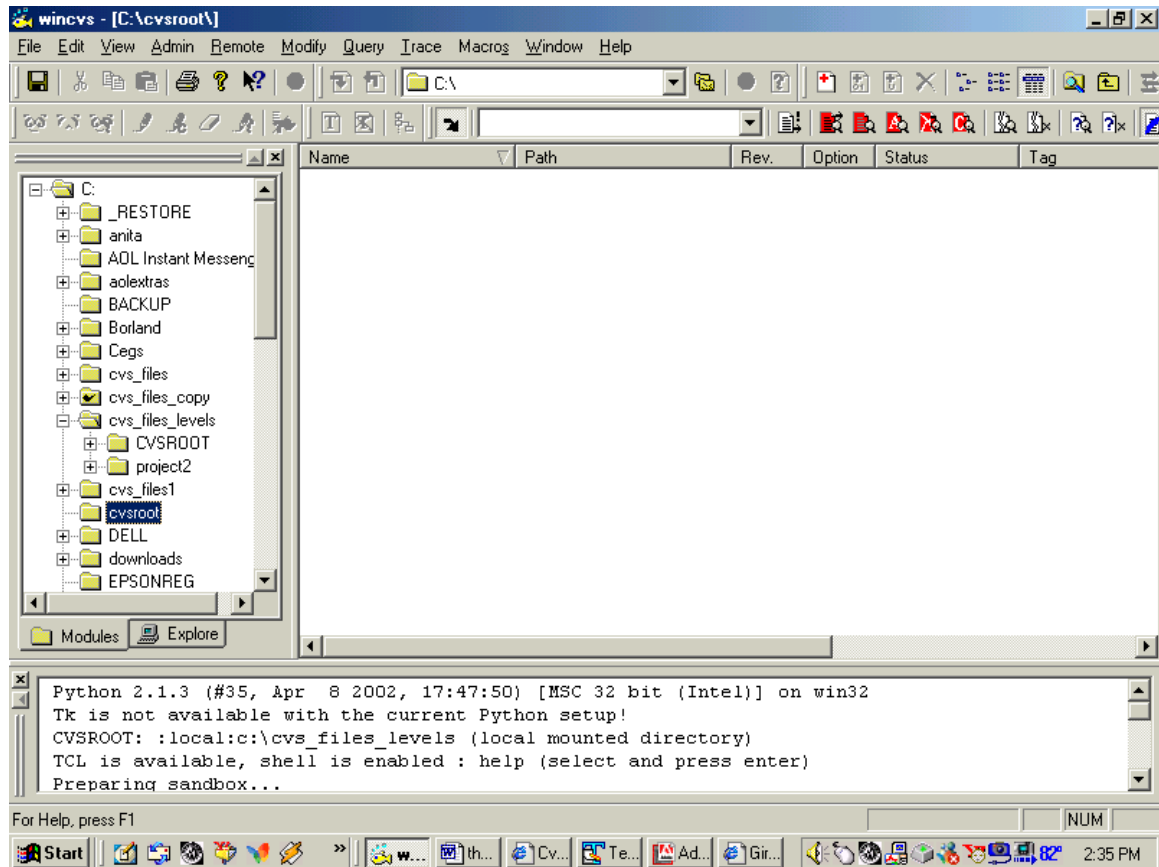 wincvs - [C:\cvsroot\]
File Edit View Admin Remote Modify Query Trace Macros Window Help
C:\
Name Path Rev. Option Status Tag
C:
_RESTORE
anita
AOL Instant Messeng
aolextras
BACKUP
Borland
Cegs
cvs_files
cvs_files_copy
cvs_files_levels
CVSROOT
project2
cvs_files1
cvsroot
DELL
downloads
EPSONREG
Modules Explore
Python 2.1.3 (#35, Apr  8 2002, 17:47:50) [MSC 32 bit (Intel)] on win32
Tk is not available with the current Python setup!
CVSROOT: :local:c:\cvs_files_levels (local mounted directory)
TCL is available, shell is enabled : help (select and press enter)
Preparing sandbox...
For Help, press F1 NUM
Start » w... th... Cv... Te... Ad... Gir... 82° 2:35 PM